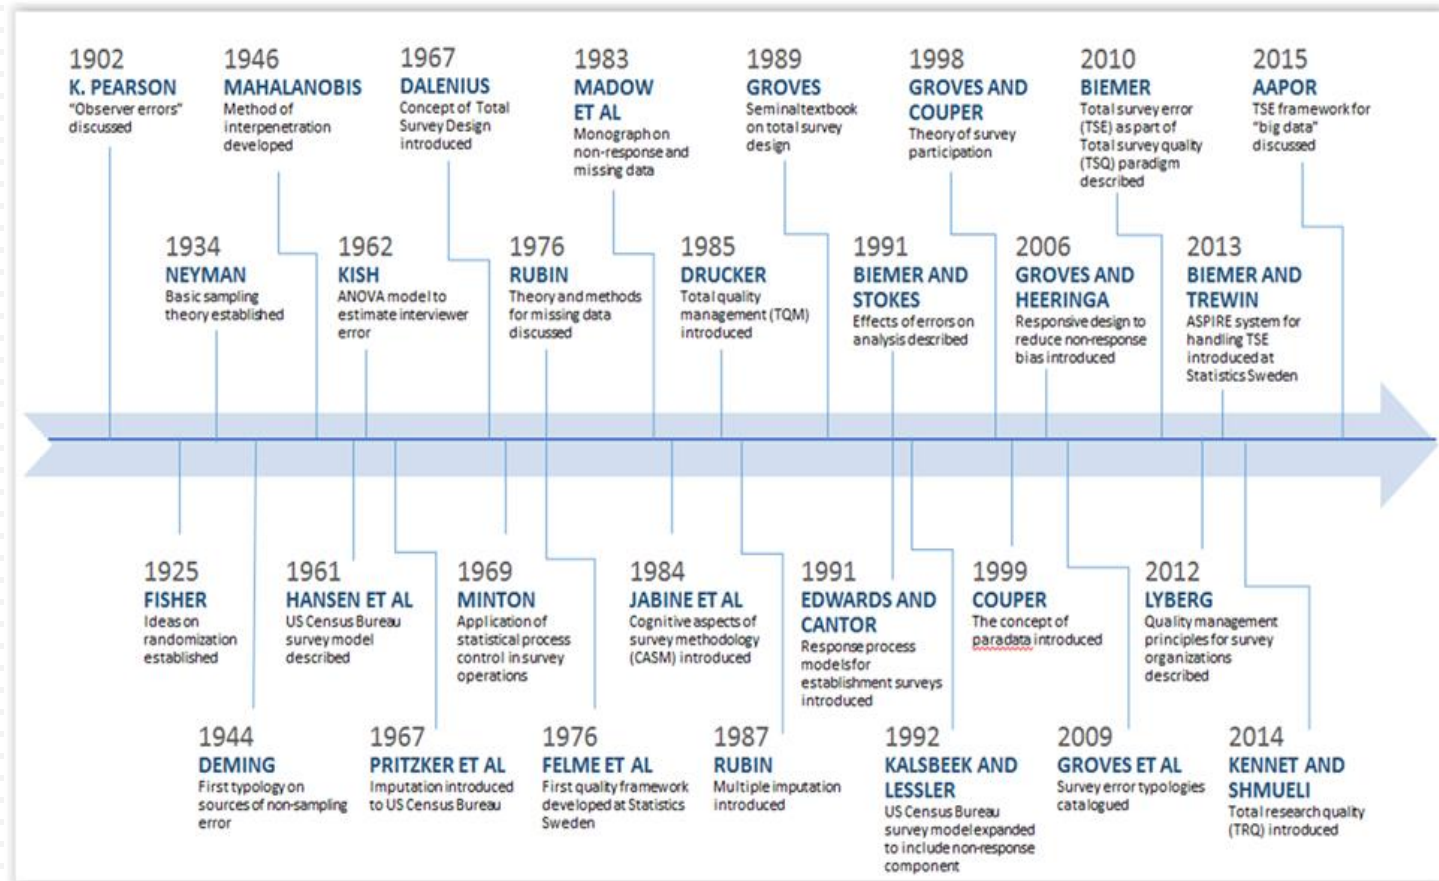 1902
K. PEARSON
"Observer errors"
discussed
1946
MAHALANOBIS
Method of
interpenetration
developed
1967
DALENIUS
Concept of Total
Survey Design
introduced
1983
MADOW
ET AL
Monograph on
non-response and
missing data
1989
GROVES
Seminal textbook
on total survey
design
1998
GROVES AND
COUPER
Theory of survey
participation
2010
BIEMER
Total survey error
(TSE) as part of
Total survey quality
(TSQ) paradigm
described
2015
AAPOR
TSE framework for
"big data"
discussed
1934
NEYMAN
Basic sampling
theory established
1962
KISH
ANOVA model to
estimate interviewer
error
1976
RUBIN
Theory and methods
for missing data
discussed
1985
DRUCKER
Total quality
management (TQM)
introduced
1991
BIEMER AND
STOKES
Effects of errors on
analysis described
2006
GROVES AND
HEERINGA
Responsive design to
reduce non-response
bias introduced
2013
BIEMER AND
TREWIN
ASPIRE system for
handling TSE
introduced at
Statistics Sweden
1925
FISHER
Ideas on
randomization
established
1961
HANSEN ET AL
US Census Bureau
survey model
described
1969
MINTON
Application of
statistical process
control in survey
operations
1984
JABINE ET AL
Cognitive aspects of
survey methodology
(CASM) introduced
1991
EDWARDS AND
CANTOR
Response process
models for
establishment surveys
introduced
1999
COUPER
The concept of
paradata introduced
2012
LYBERG
Quality management
principles for survey
organizations
described
1944
DEMING
First typology on
sources of non-sampling
error
1967
PRITZKER ET AL
Imputation introduced
to US Census Bureau
1976
FELME ET AL
First quality framework
developed at Statistics
Sweden
1987
RUBIN
Multiple imputation
introduced
1992
KALSBEEK AND
LESSLER
US Census Bureau
survey model expanded
to include non-response
component
2009
GROVES ET AL
Survey error typologies
catalogued
2014
KENNET AND
SHMUELI
Total research quality
(TRQ) introduced